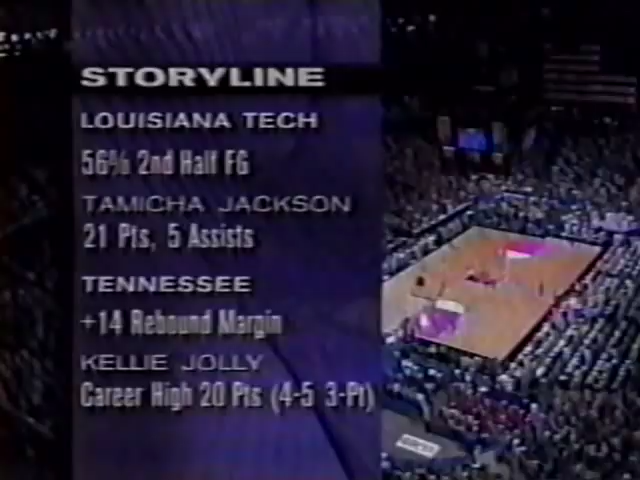 STORYLINE
LOUISIANA TECH
56% 2nd Half FG
TAMICHA JACKSON
21 Pts, 5 Assists
TENNESSEE
+14 Rebound Margin
KELLIE JOLLY
Career High 20 Pts (4-5 3-Pt)